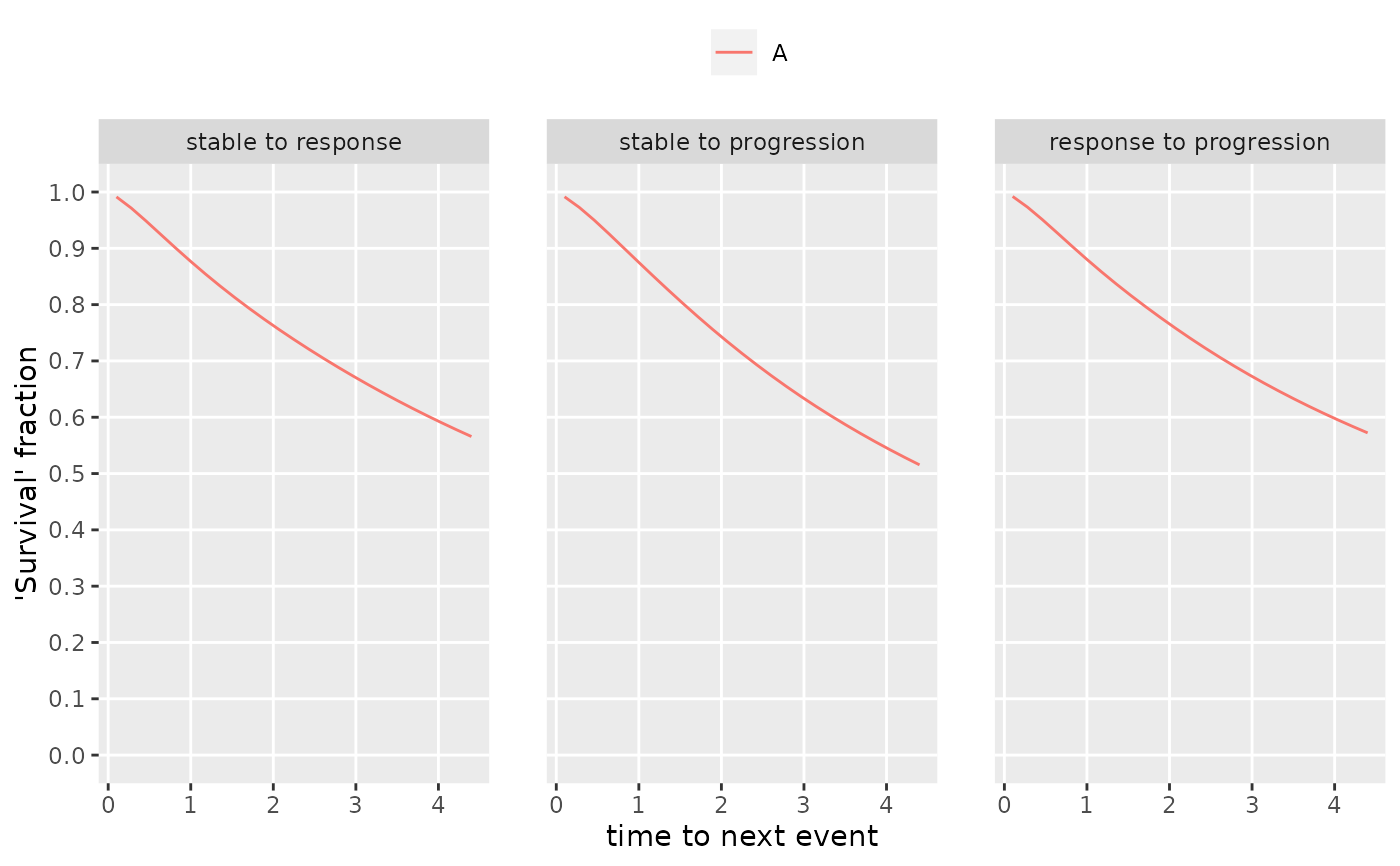 A
stable to response
stable to progression
response to progression
'Survival' fraction
1.0
0.9
0.8
0.7
0.6
0.5
0.4
0.3
0.2
0.1
0.0
0 1 2 3 4
0 1 2 3 4
0 1 2 3 4
time to next event